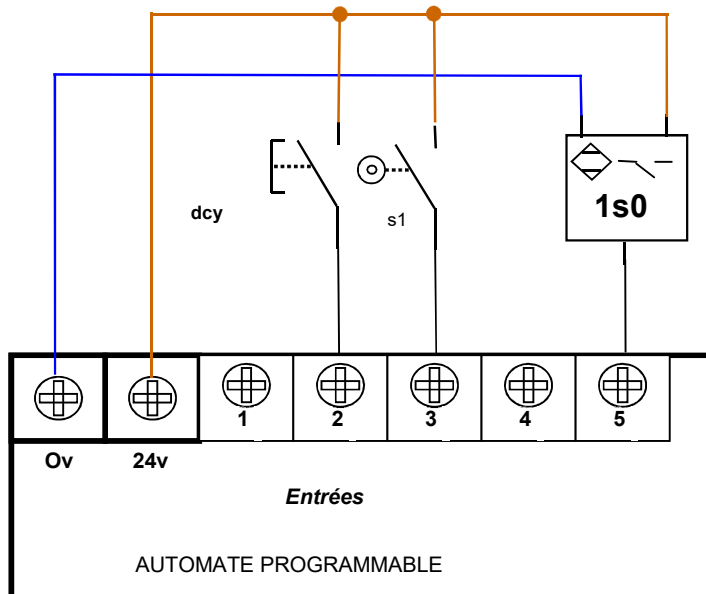 dcy
s1
1s0
1 2 3 4 5
Ov 24v
Entrées
AUTOMATE PROGRAMMABLE